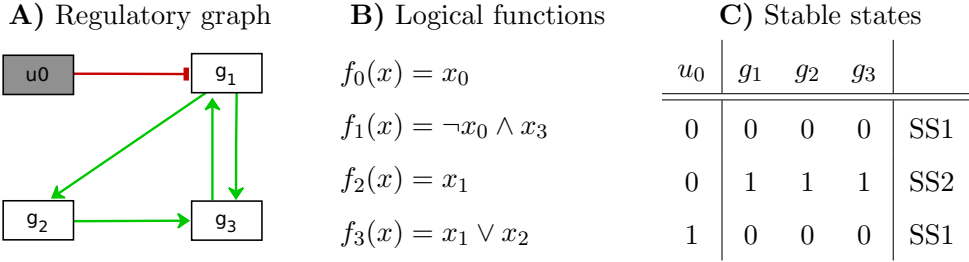 A) Regulatory graph
u0
g1
g2
g3
B) Logical functions
f0(x) = x0
f1(x) = ¬x0 ∧ x3
f2(x) = x1
f3(x) = x1 ∨ x2
C) Stable states
u0 g1 g2 g3
0 0 0 0 SS1
0 1 1 1 SS2
1 0 0 0 SS1